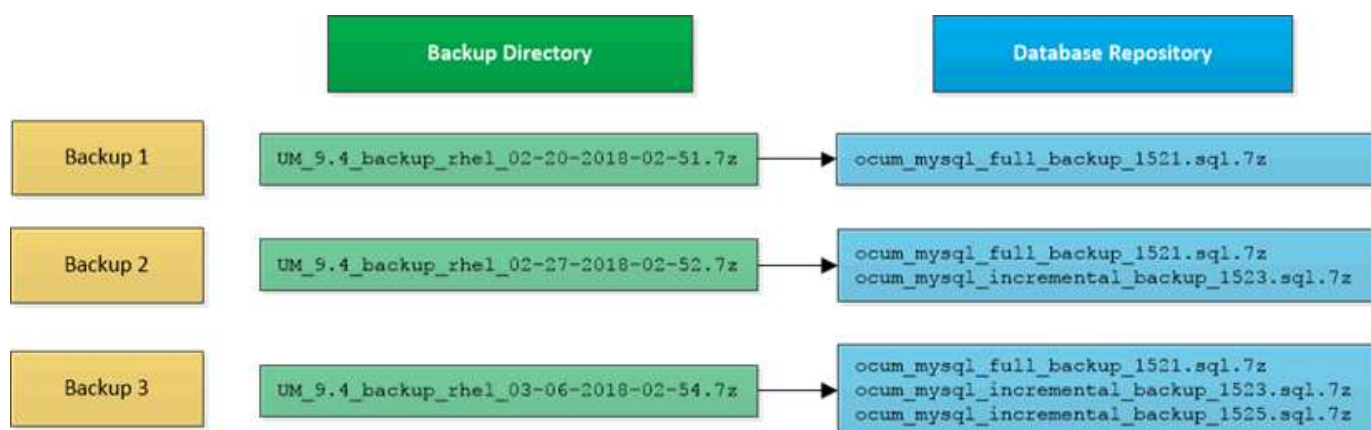 Backup Directory
Database Repository
Backup 1
UM_9.4_backup_rhel_02-20-2018-02-51.7z
ocum_mysql_full_backup_1521.sql.7z
Backup 2
UM_9.4_backup_rhel_02-27-2018-02-52.7z
ocum_mysql_full_backup_1521.sql.7z
ocum_mysql_incremental_backup_1523.sql.7z
Backup 3
UM_9.4_backup_rhel_03-06-2018-02-54.7z
ocum_mysql_full_backup_1521.sql.7z
ocum_mysql_incremental_backup_1523.sql.7z
ocum_mysql_incremental_backup_1525.sql.7z